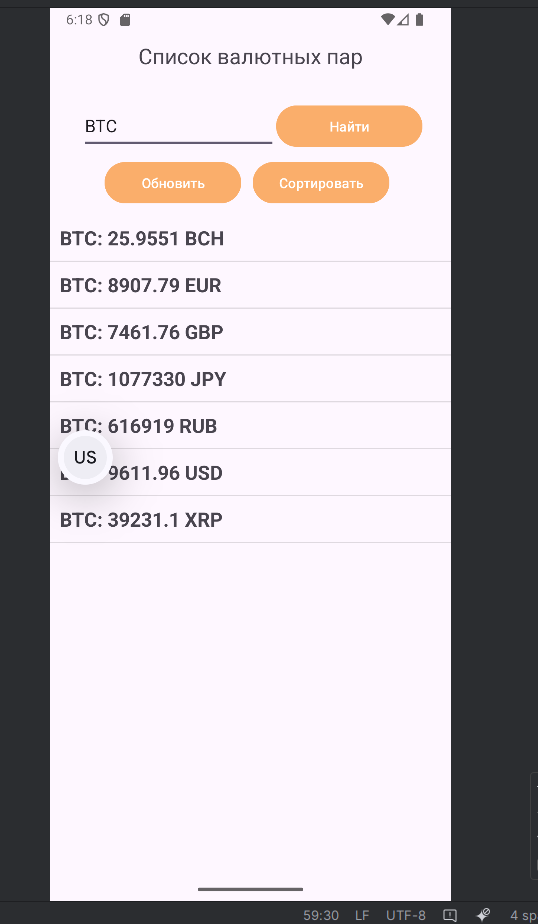 6:18
Список валютных пар
BTC Найти
Обновить Сортировать
BTC: 25.9551 BCH
BTC: 8907.79 EUR
BTC: 7461.76 GBP
BTC: 1077330 JPY
BTC: 616919 RUB
US
9611.96 USD
BTC: 39231.1 XRP
59:30 LF UTF-8 4 sp